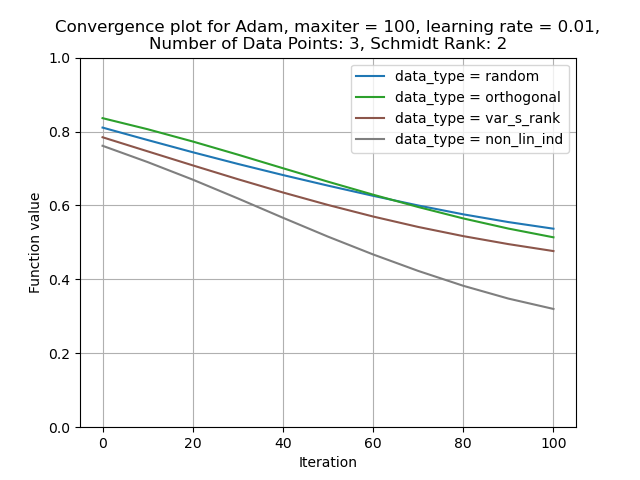 Convergence plot for Adam, maxiter = 100, learning rate = 0.01,
Number of Data Points: 3, Schmidt Rank: 2
1.0
0.8
0.6
0.4
0.2
0.0
Function value
data_type = random
data_type = orthogonal
data_type = var_s_rank
data_type = non_lin_ind
0 20 40 60 80 100
Iteration